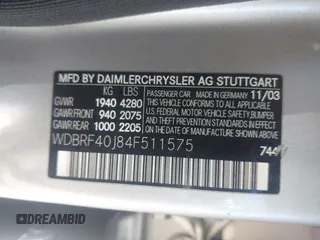 MFD BY DAIMLERCHRYSLER AG STUTTGART
KG LBS
GVWR 1940 4280
GAWR FRONT 940 2075
GAWR REAR 1000 2205
PASSENGER CAR MADE IN GERMANY 11/03
THIS VEHICLE CONFORMS TO ALL APPLICABLE
U.S. FEDERAL MOTOR VEHICLE SAFETY,BUMPER
AND THEFT PREVENTION STANDARDS IN EFFECT
ON THE DATE OF MANUFACTURE SHOWN ABOVE.
WDBRF40J84F511575
744
© AUTOBIDMASTER